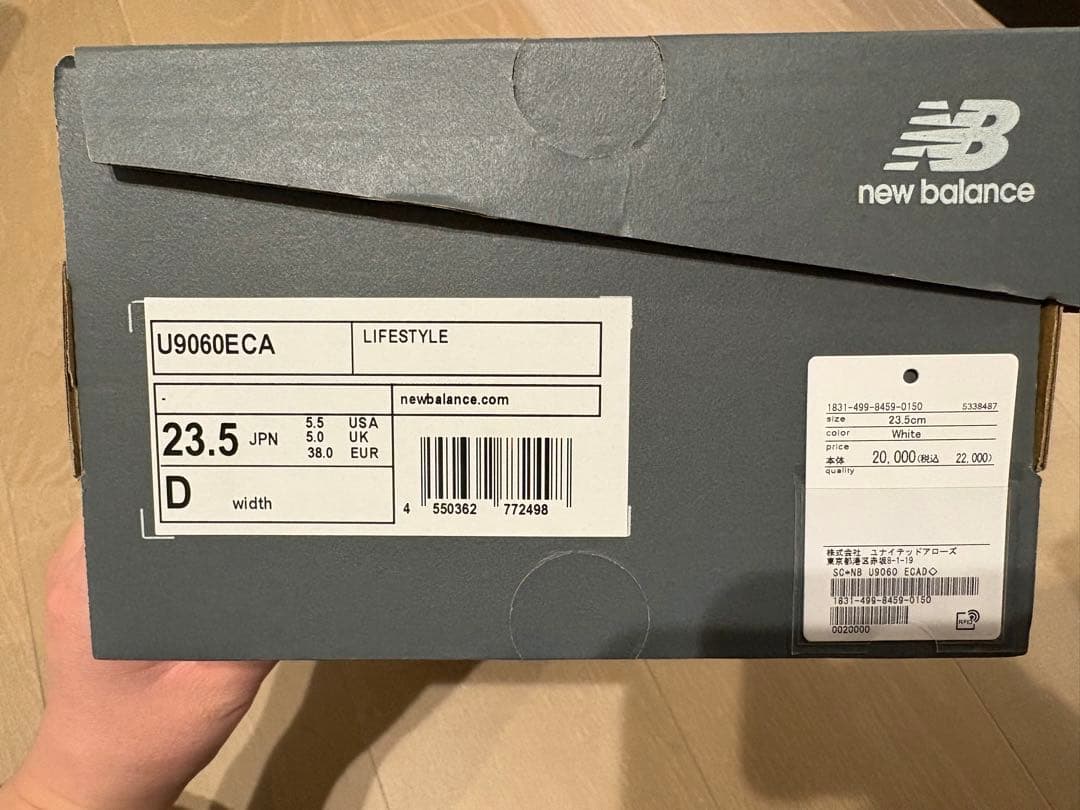 NB
new balance
U9060ECA
LIFESTYLE
-
newbalance.com
23.5 JPN
5.5 USA
5.0 UK
38.0 EUR
D width
4 550362 772498
1831-499-8459-0150 5338487
size 23.5cm
color White
price
本体 20,000(税込 22,000)
quality
株式会社 ユナイテッドアローズ
東京都港区赤坂8-1-19
SC*NB U9060 ECAD◇
1831-499-8459-0150
0020000
RFID